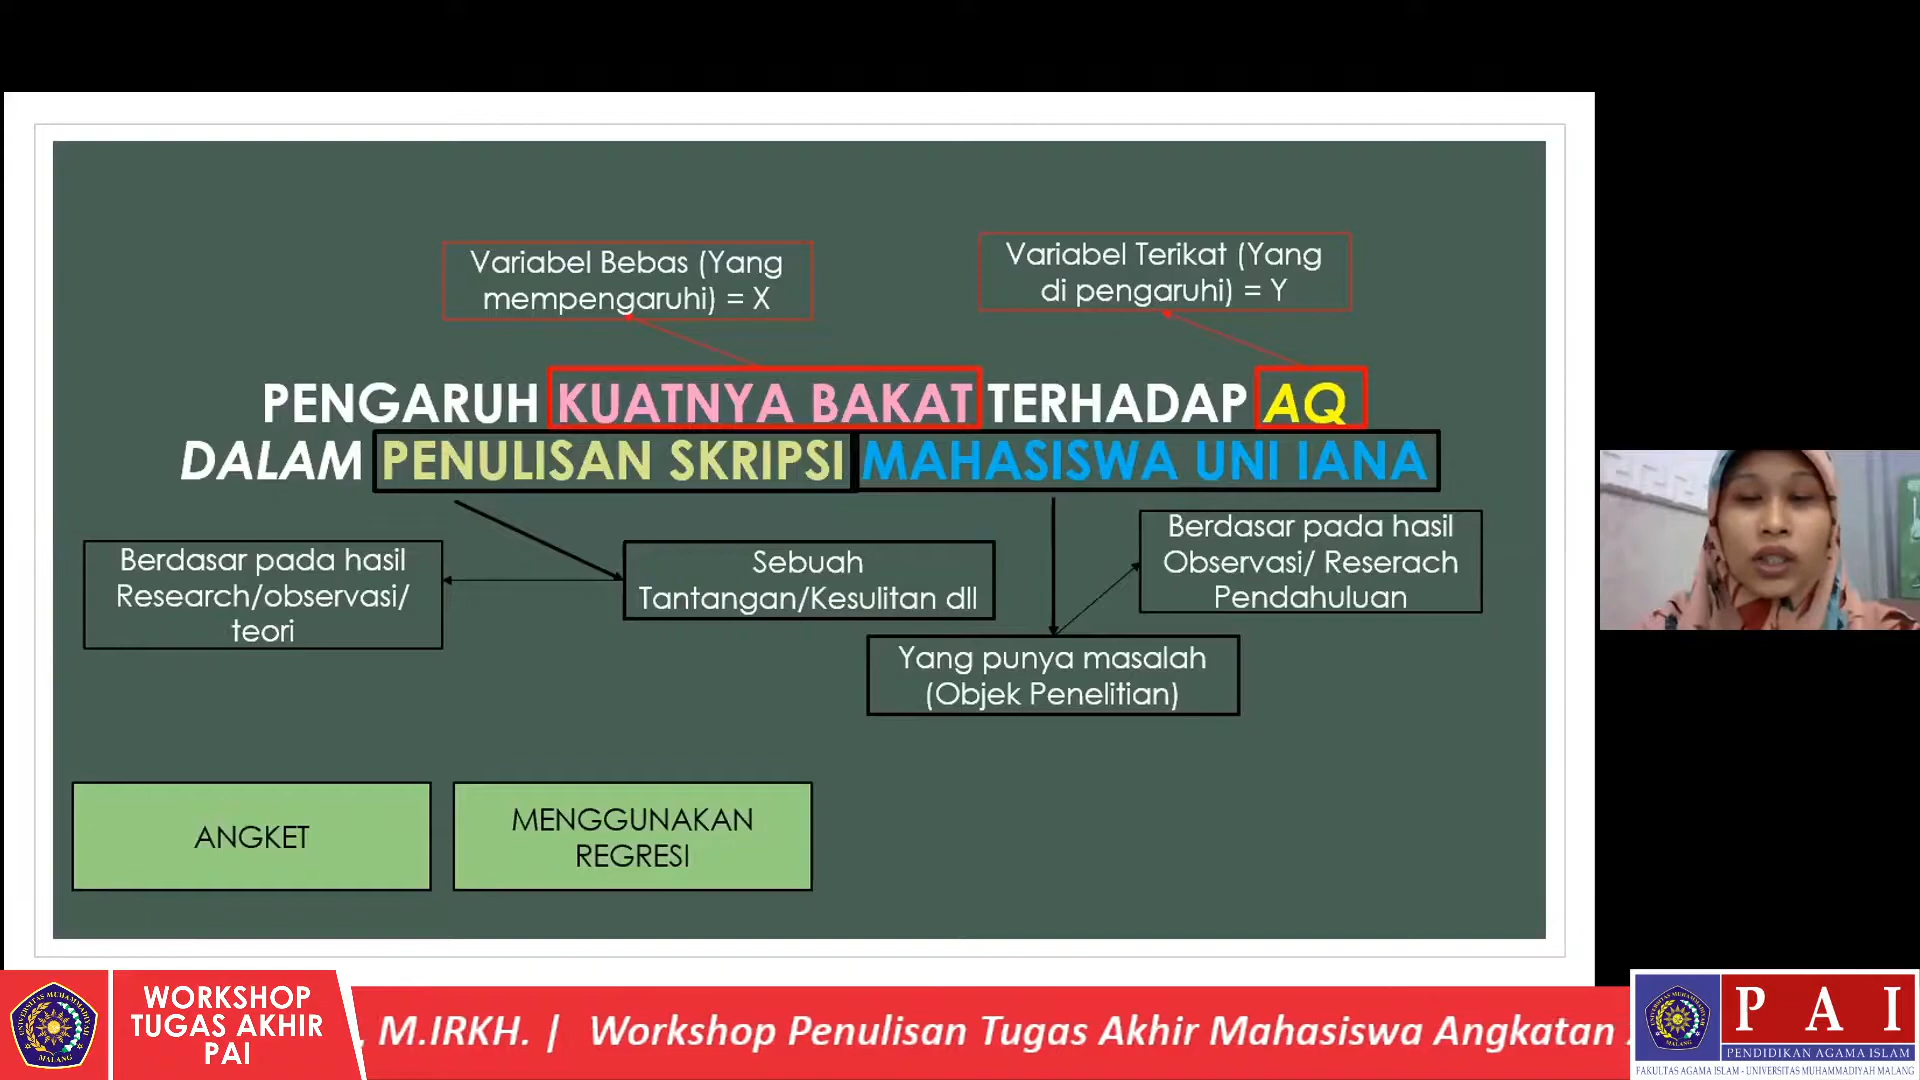 Variabel Bebas (Yang
mempengaruhi) = X
Variabel Terikat (Yang
di pengaruhi) = Y
PENGARUH KUATNYA BAKAT TERHADAP AQ
DALAM PENULISAN SKRIPSI MAHASISWA UNI IANA
Berdasar pada hasil
Research/observasi/
teori
Sebuah
Tantangan/Kesulitan dll
Berdasar pada hasil
Observasi/ Reserach
Pendahuluan
Yang punya masalah
(Objek Penelitian)
ANGKET
MENGGUNAKAN
REGRESI
WORKSHOP
TUGAS AKHIR
PAI
, M.IRKH. | Workshop Penulisan Tugas Akhir Mahasiswa Angkatan
UNIVERSITAS MUHAMMADIYAH
MALANG
PAI
PENDIDIKAN AGAMA ISLAM
FAKULTAS AGAMA ISLAM - UNIVERSITAS MUHAMMADIYAH MALANG